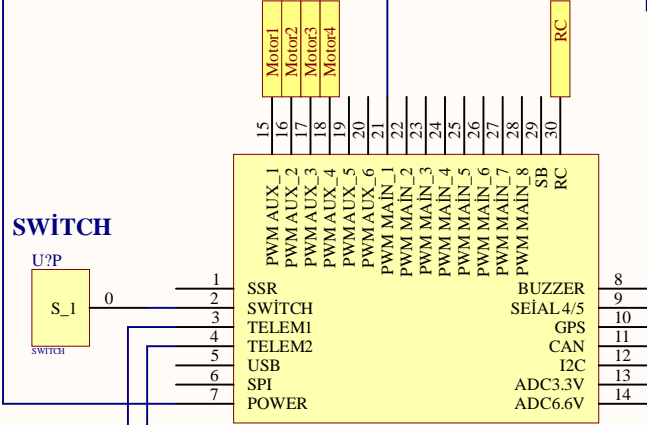 Motor1
Motor2
Motor3
Motor4
RC
15
16
17
18
19
20
21
22
23
24
25
26
27
28
29
30
PWM AUX_1
PWM AUX_2
PWM AUX_3
PWM AUX_4
PWM AUX_5
PWM AUX_6
PWM MAİN_1
PWM MAİN_2
PWM MAİN_3
PWM MAİN_4
PWM MAİN_5
PWM MAİN_6
PWM MAİN_7
PWM MAİN_8
SB
RC
SWİTCH
U?P
S_1
0
SWITCH
1 SSR
2 SWİTCH
3 TELEM1
4 TELEM2
5 USB
6 SPI
7 POWER
BUZZER 8
SEİAL4/5 9
GPS 10
CAN 11
I2C 12
ADC3.3V 13
ADC6.6V 14